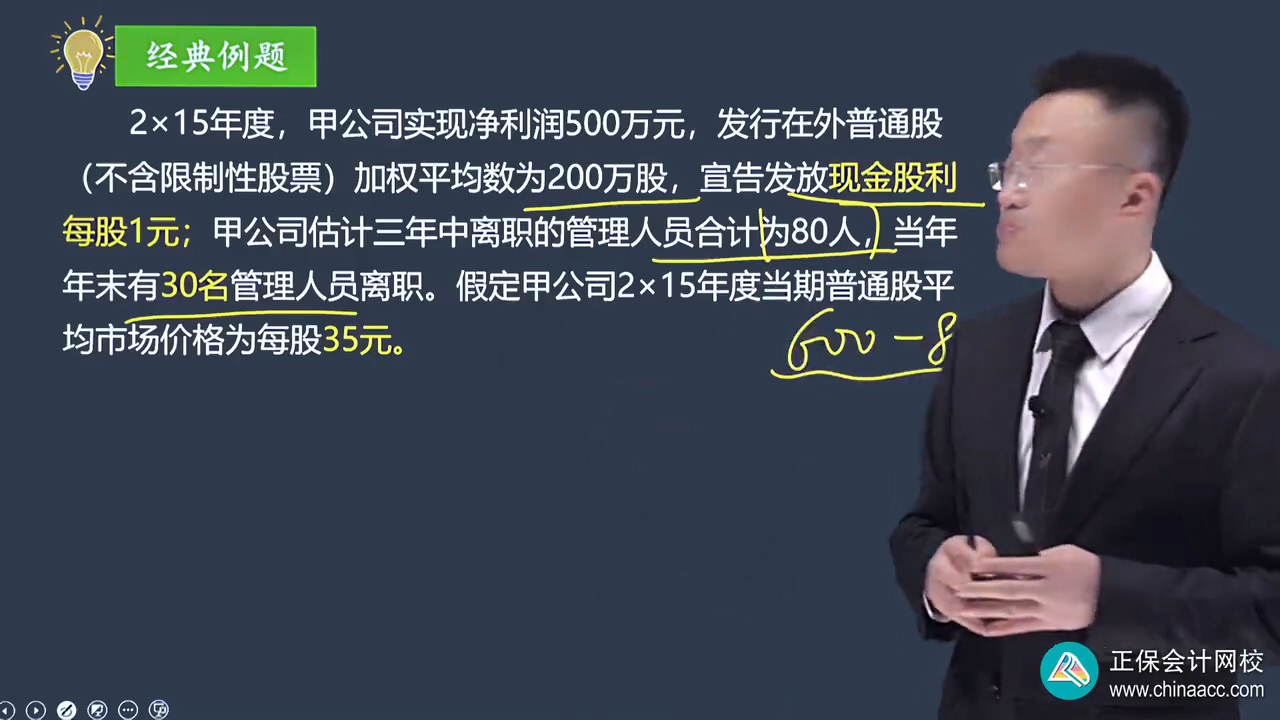 经典例题
2×15年度，甲公司实现净利润500万元，发行在外普通股
（不含限制性股票）加权平均数为200万股，宣告发放现金股利
每股1元；甲公司估计三年中离职的管理人员合计为80人，当年
年末有30名管理人员离职。假定甲公司2×15年度当期普通股平
均市场价格为每股35元。
600-8
正保会计网校
www.chinaacc.com